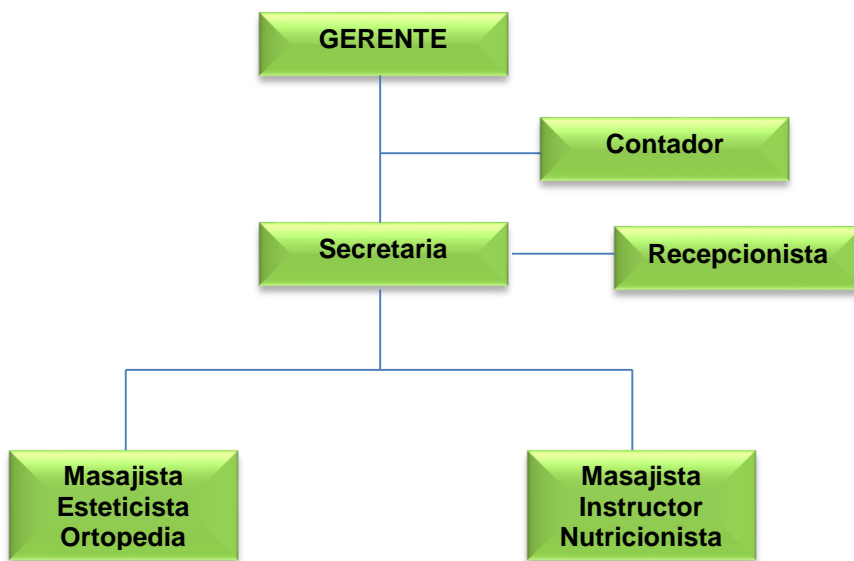 GERENTE
Contador
Secretaria
Recepcionista
Masajista
Esteticista
Ortopedia
Masajista
Instructor
Nutricionista